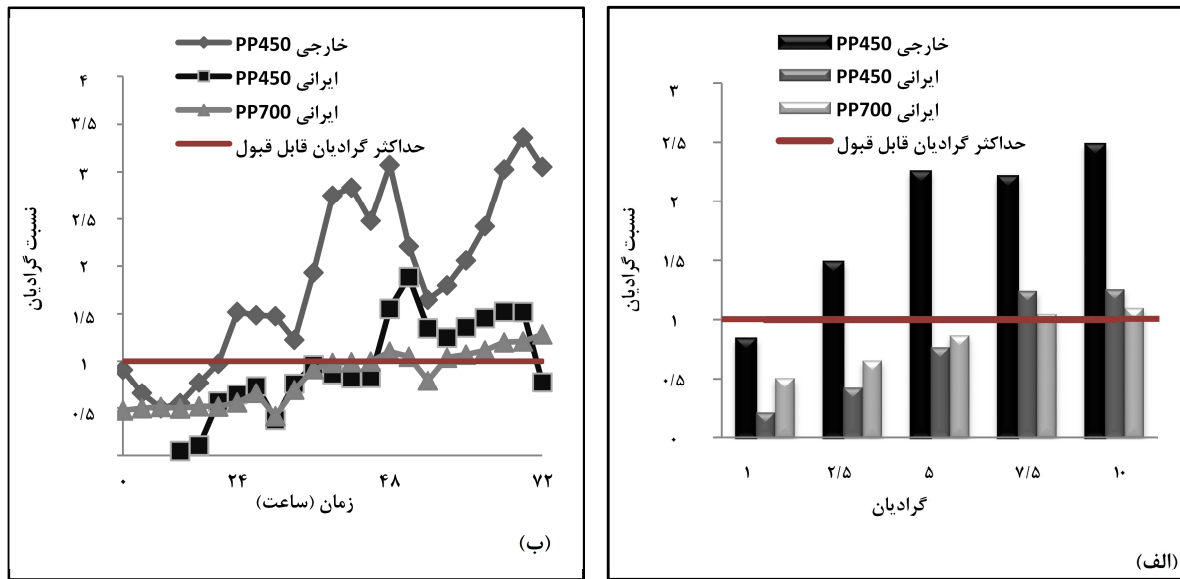 PP450 خارجی
PP450 ایرانی
PP700 ایرانی
حداکثر گرادیان قابل قبول
۳
۲/۵
۲
۱/۵
۱
۰/۵
۰
نسبت گرادیان
۱ ۲/۵ ۵ ۷/۵ ۱۰
گرادیان
(الف)
PP450 خارجی
PP450 ایرانی
PP700 ایرانی
حداکثر گرادیان قابل قبول
۴
۳/۵
۳
۲/۵
۲
۱/۵
۱
۰/۵
نسبت گرادیان
۰ ۲۴ ۴۸ ۷۲
زمان (ساعت)
(ب)